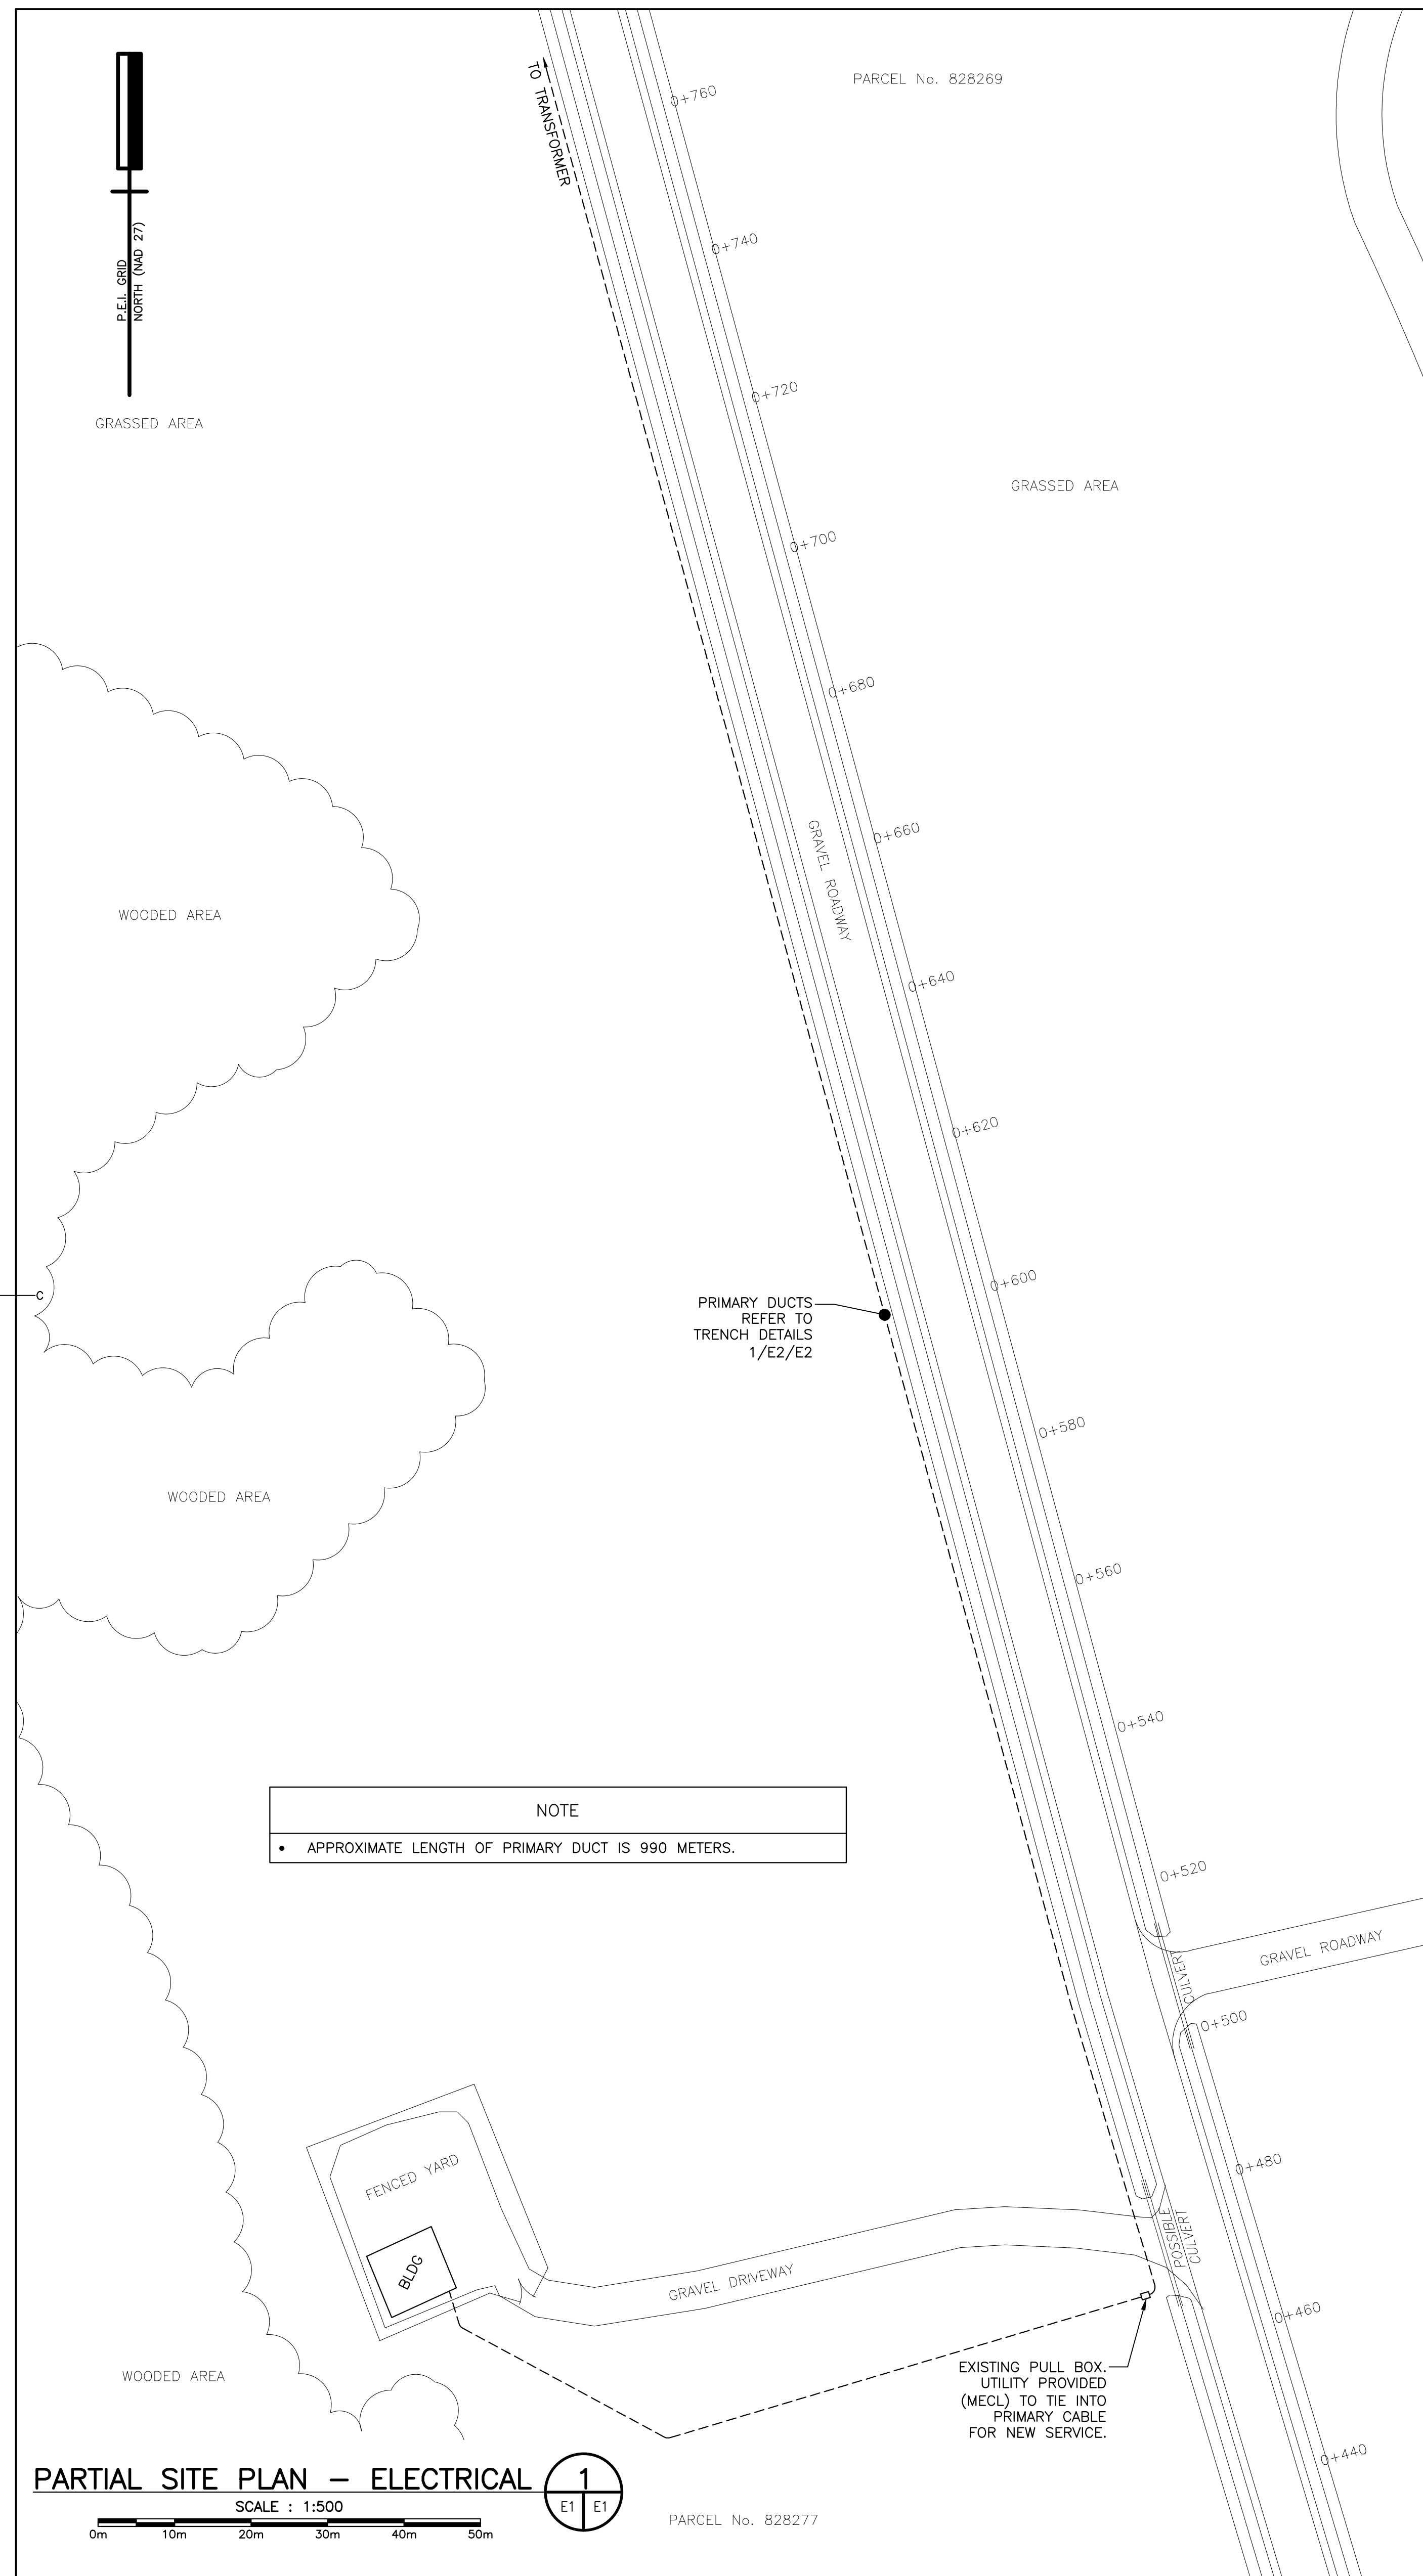 PARCEL No. 828269
0+760
TO TRANSFORMER
P.E.I. GRID
NORTH (NAD 27)
0+740
0+720
GRASSED AREA
GRASSED AREA
0+700
0+680
GRAVEL ROADWAY
0+660
WOODED AREA
0+640
0+620
0+600
C
PRIMARY DUCTS
REFER TO
TRENCH DETAILS
1/E2/E2
0+580
WOODED AREA
0+560
0+540
NOTE
• APPROXIMATE LENGTH OF PRIMARY DUCT IS 990 METERS.
0+520
GRAVEL ROADWAY
CULVERT
0+500
0+480
FENCED YARD
BLDG
GRAVEL DRIVEWAY
POSSIBLE
CULVERT
0+460
WOODED AREA
EXISTING PULL BOX.
UTILITY PROVIDED
(MECL) TO TIE INTO
PRIMARY CABLE
FOR NEW SERVICE.
0+440
PARTIAL SITE PLAN – ELECTRICAL
1
E1 E1
SCALE : 1:500
0m 10m 20m 30m 40m 50m
PARCEL No. 828277